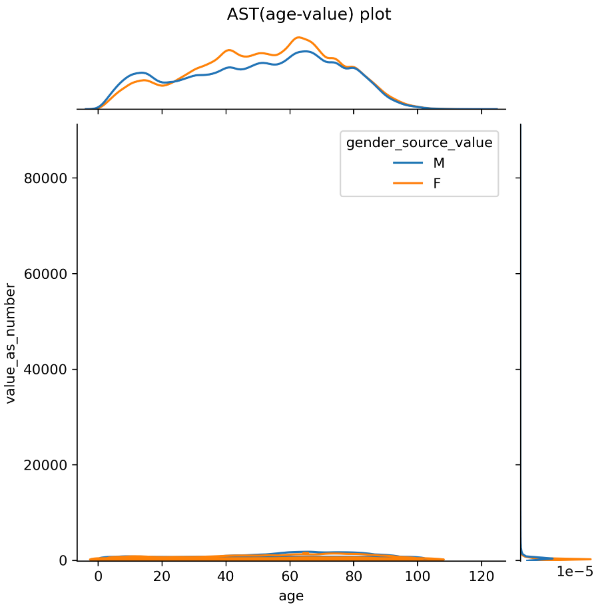 AST(age-value) plot
gender_source_value
M
F
80000
60000
40000
20000
0
value_as_number
0 20 40 60 80 100 120
age
1e−5